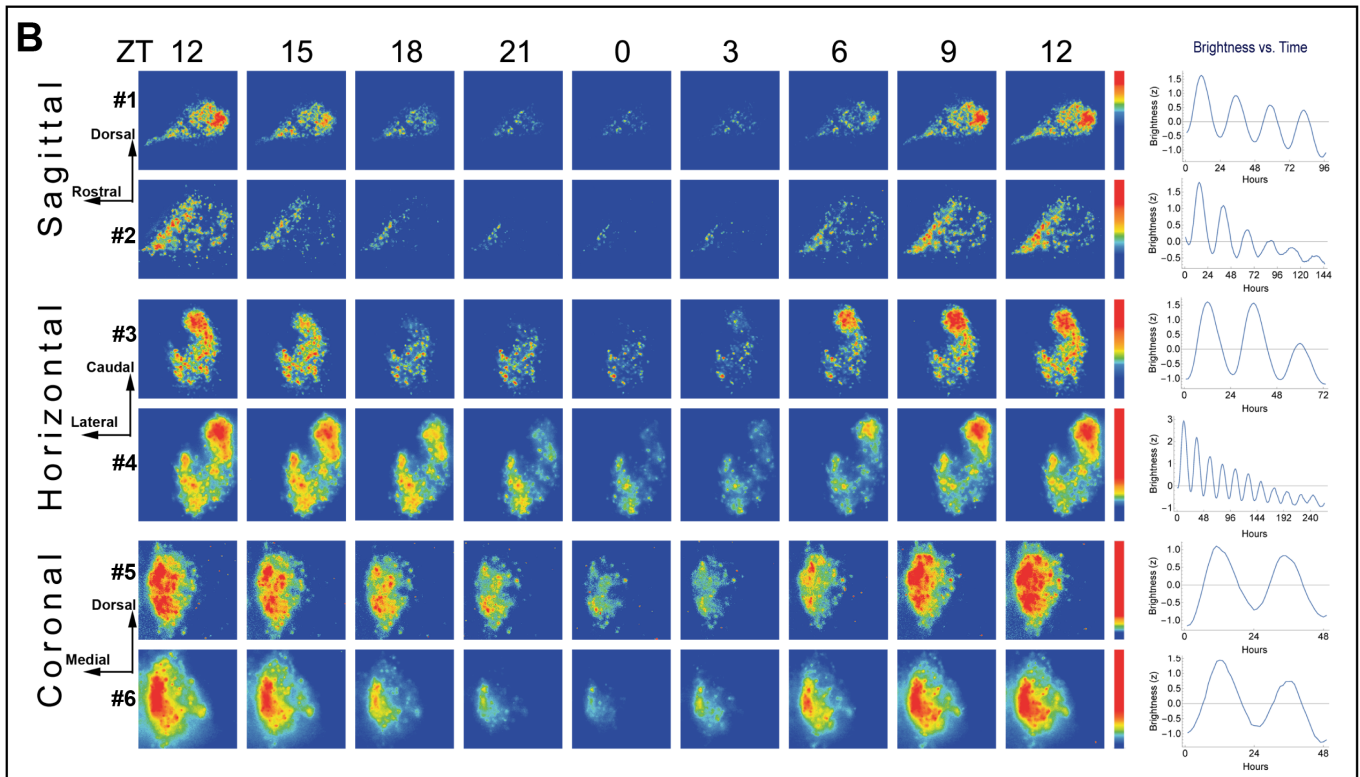 B
ZT 12 15 18 21 0 3 6 9 12
Brightness vs. Time
Sagittal
#1
Dorsal
Rostral
#2
Horizontal
#3
Caudal
Lateral
#4
Coronal
#5
Dorsal
Medial
#6
Brightness (z)
1.5
1.0
0.5
0.0
−0.5
−1.0
0 24 48 72 96
Hours
Brightness (z)
1.5
1.0
0.5
0.0
−0.5
0 24 48 72 96 120 144
Hours
Brightness (z)
1.5
1.0
0.5
0.0
−0.5
−1.0
0 24 48 72
Hours
Brightness (z)
3
2
1
0
−1
0 48 96 144 192 240
Hours
Brightness (z)
1.0
0.5
0.0
−0.5
−1.0
0 24 48
Hours
Brightness (z)
1.5
1.0
0.5
0.0
−0.5
−1.0
0 24 48
Hours